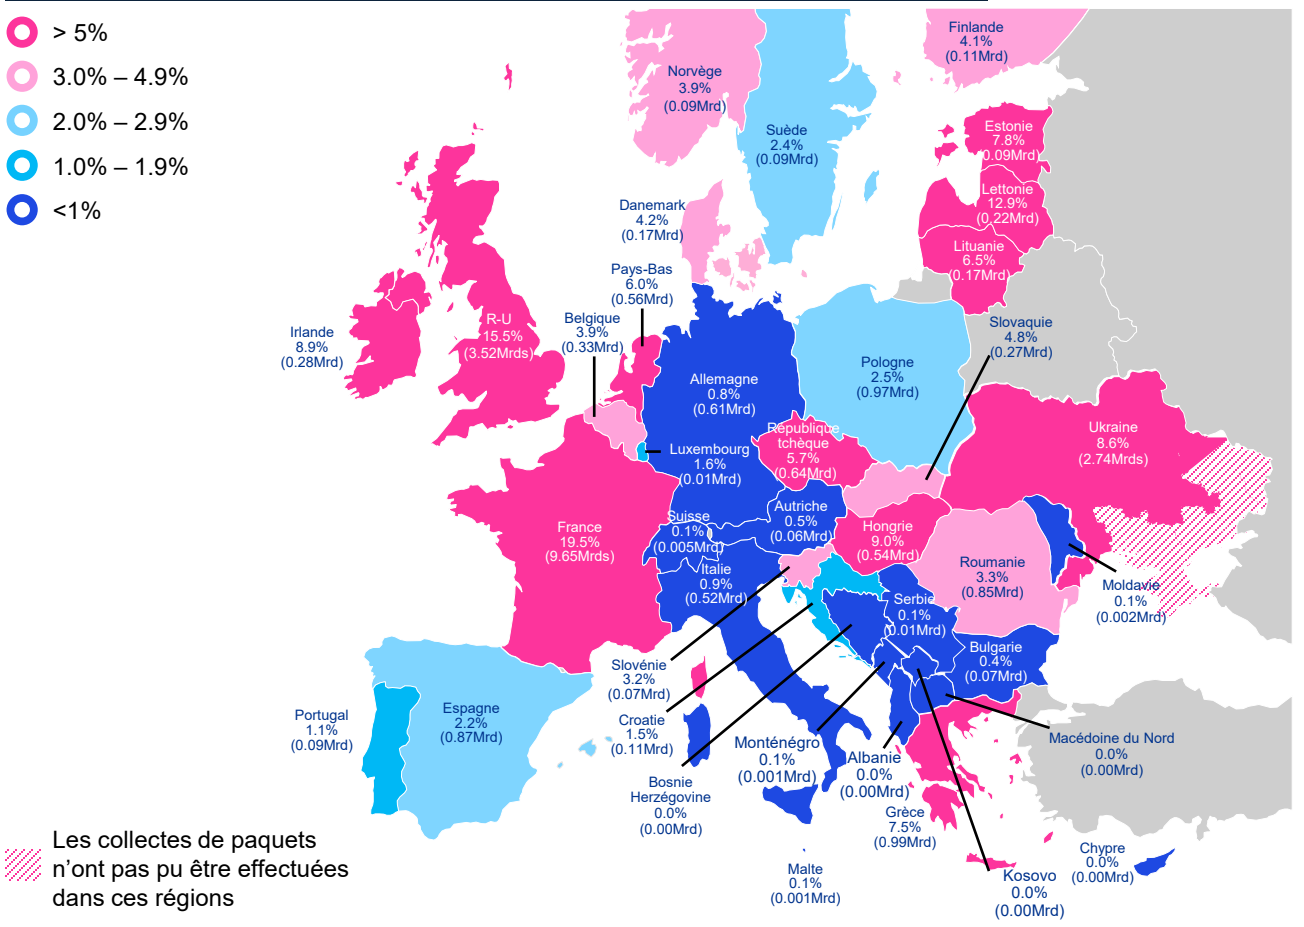 > 5%
3.0% – 4.9%
2.0% – 2.9%
1.0% – 1.9%
<1%
Finlande
4.1%
(0.11Mrd)
Norvège
3.9%
(0.09Mrd)
Suède
2.4%
(0.09Mrd)
Estonie
7.8%
(0.09Mrd)
Lettonie
12.9%
(0.22Mrd)
Lituanie
6.5%
(0.17Mrd)
Danemark
4.2%
(0.17Mrd)
Pays-Bas
6.0%
(0.56Mrd)
Belgique
3.9%
(0.33Mrd)
R-U
15.5%
(3.52Mrds)
Irlande
8.9%
(0.28Mrd)
Slovaquie
4.8%
(0.27Mrd)
Pologne
2.5%
(0.97Mrd)
Allemagne
0.8%
(0.61Mrd)
République
tchèque
5.7%
(0.64Mrd)
Ukraine
8.6%
(2.74Mrds)
Luxembourg
1.6%
(0.01Mrd)
Autriche
0.5%
(0.06Mrd)
Suisse
0.1%
(0.005Mrd)
France
19.5%
(9.65Mrds)
Hongrie
9.0%
(0.54Mrd)
Italie
0.9%
(0.52Mrd)
Roumanie
3.3%
(0.85Mrd)
Moldavie
0.1%
(0.002Mrd)
Serbie
0.1%
(0.01Mrd)
Bulgarie
0.4%
(0.07Mrd)
Slovénie
3.2%
(0.07Mrd)
Croatie
1.5%
(0.11Mrd)
Bosnie
Herzégovine
0.0%
(0.00Mrd)
Espagne
2.2%
(0.87Mrd)
Portugal
1.1%
(0.09Mrd)
Monténégro
0.1%
(0.001Mrd)
Albanie
0.0%
(0.00Mrd)
Macédoine du Nord
0.0%
(0.00Mrd)
Grèce
7.5%
(0.99Mrd)
Malte
0.1%
(0.001Mrd)
Kosovo
0.0%
(0.00Mrd)
Chypre
0.0%
(0.00Mrd)
Les collectes de paquets
n’ont pas pu être effectuées
dans ces régions